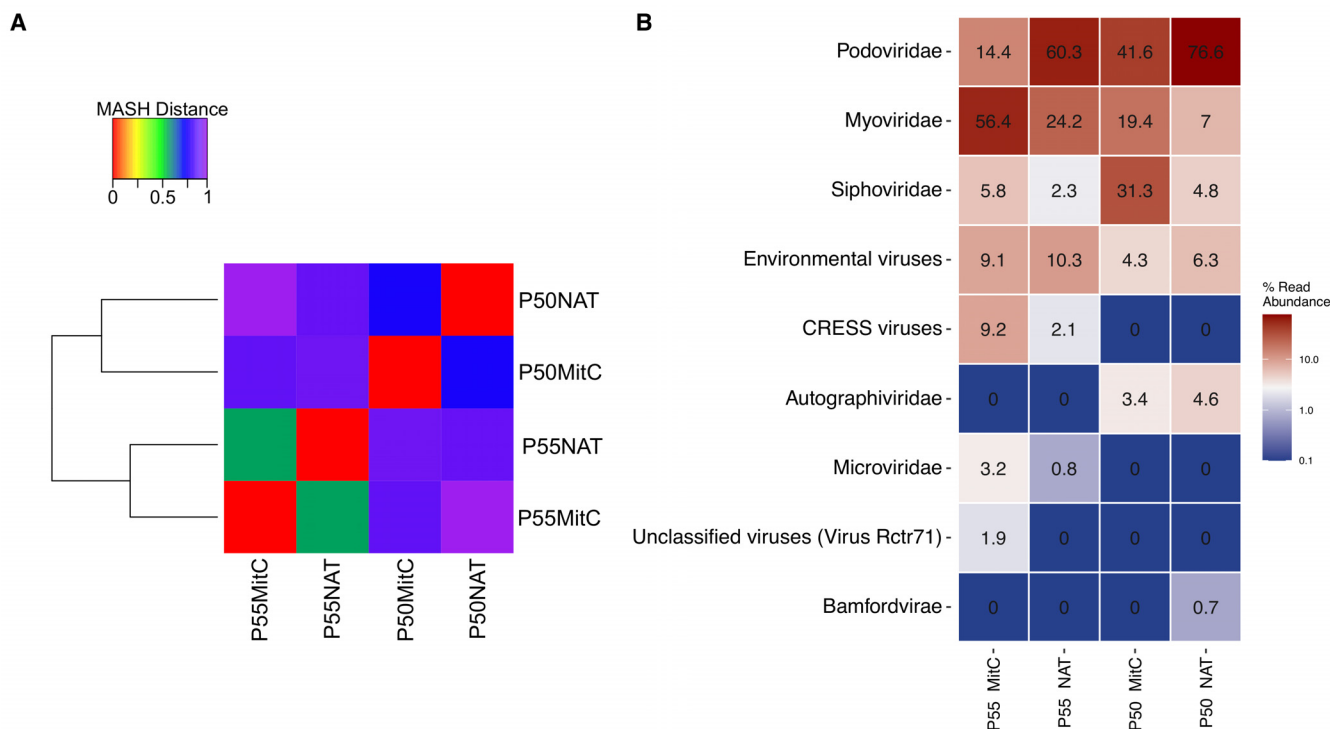 A
MASH Distance
0 0.5 1
P50NAT
P50MitC
P55NAT
P55MitC
P55MitC P55NAT P50MitC P50NAT
B
Podoviridae 14.4 60.3 41.6 76.6
Myoviridae 56.4 24.2 19.4 7
Siphoviridae 5.8 2.3 31.3 4.8
Environmental viruses 9.1 10.3 4.3 6.3
CRESS viruses 9.2 2.1 0 0
Autographiviridae 0 0 3.4 4.6
Microviridae 3.2 0.8 0 0
Unclassified viruses (Virus Rctr71) 1.9 0 0 0
Bamfordvirae 0 0 0 0.7
P55 MitC P55 NAT P50 MitC P50 NAT
% Read
Abundance
10.0
1.0
0.1